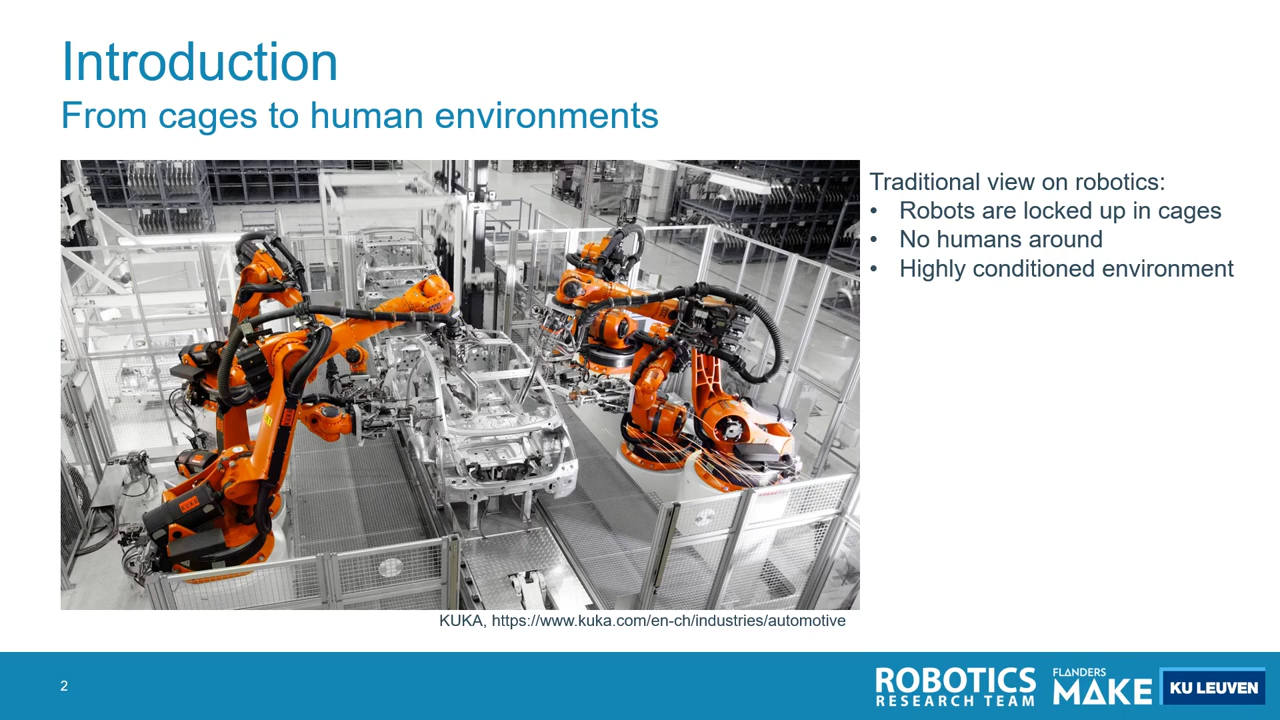 Introduction
From cages to human environments
Traditional view on robotics:
• Robots are locked up in cages
• No humans around
• Highly conditioned environment
KUKA, https://www.kuka.com/en-ch/industries/automotive
2
ROBOTICS
RESEARCH TEAM
FLANDERS
MAKE
KU LEUVEN